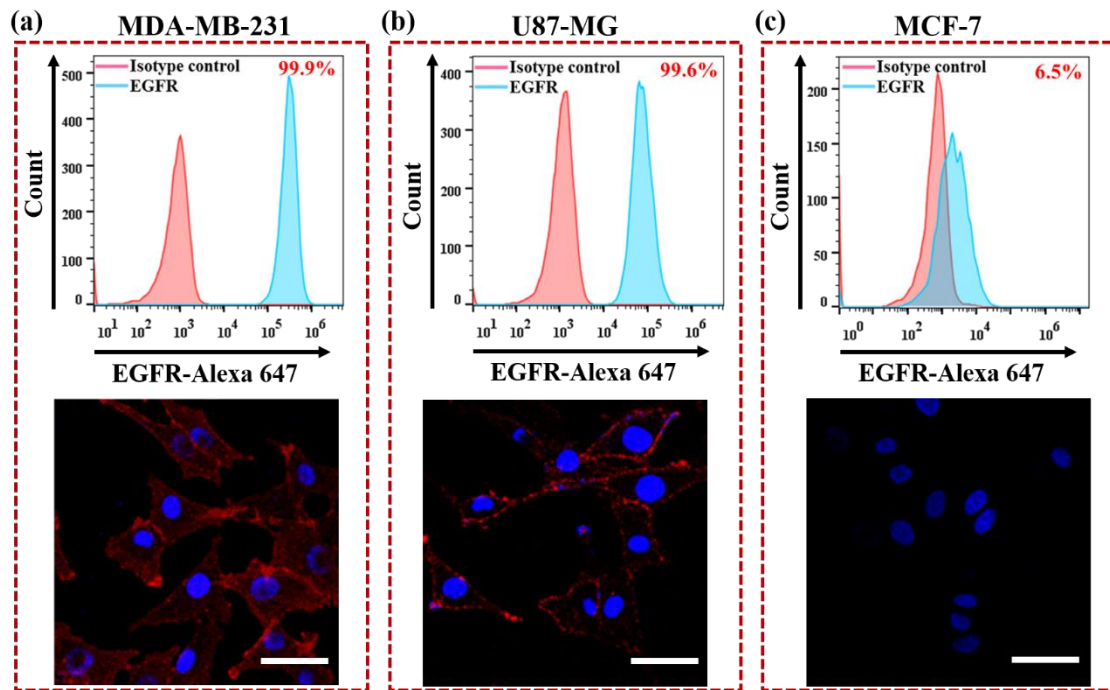 (a) MDA-MB-231
Isotype control 99.9%
EGFR
500
400
300
200
100
0
Count
10¹ 10² 10³ 10⁴ 10⁵ 10⁶
EGFR-Alexa 647
(b) U87-MG
Isotype control 99.6%
EGFR
400
300
200
100
0
Count
10¹ 10² 10³ 10⁴ 10⁵ 10⁶
EGFR-Alexa 647
(c) MCF-7
Isotype control 6.5%
EGFR
200
150
100
50
0
Count
10⁰ 10² 10⁴ 10⁶
EGFR-Alexa 647